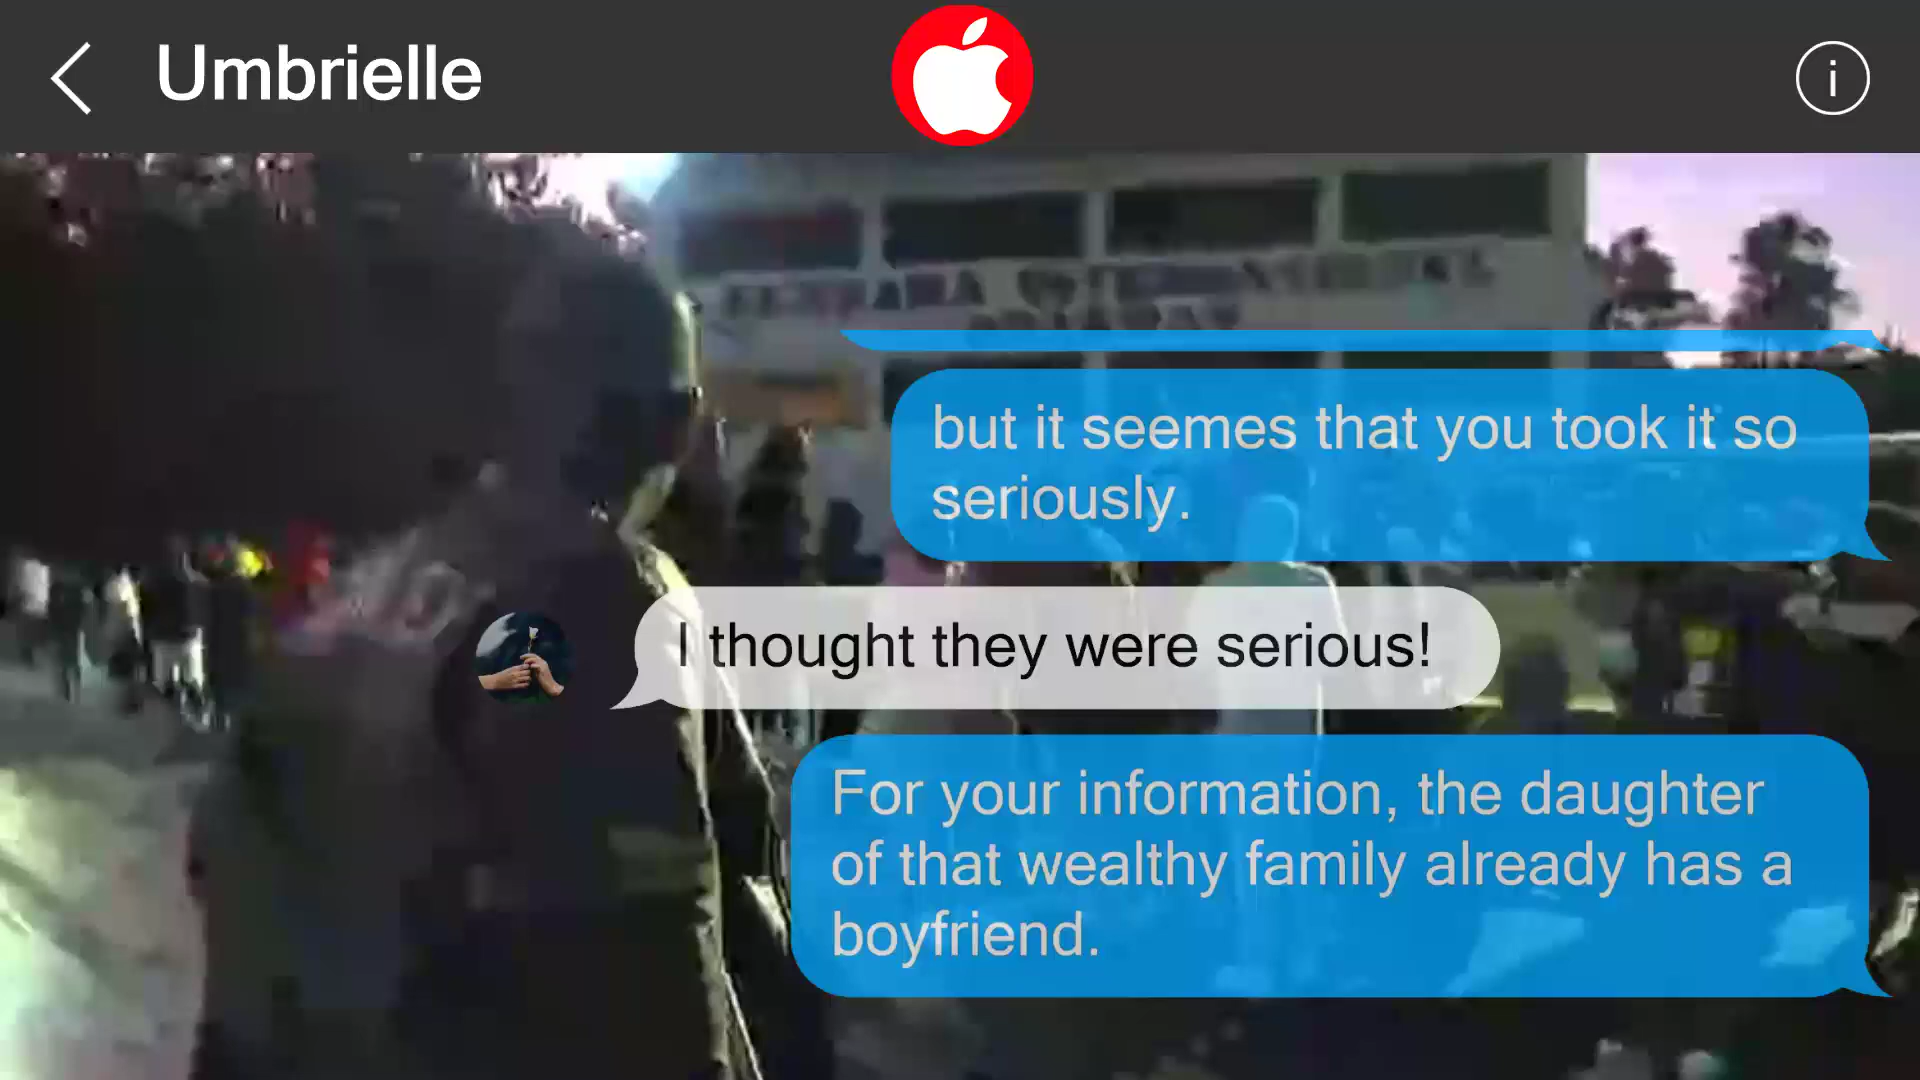 Umbrielle
but it seemes that you took it so
seriously.
I thought they were serious!
For your information, the daughter
of that wealthy family already has a
boyfriend.